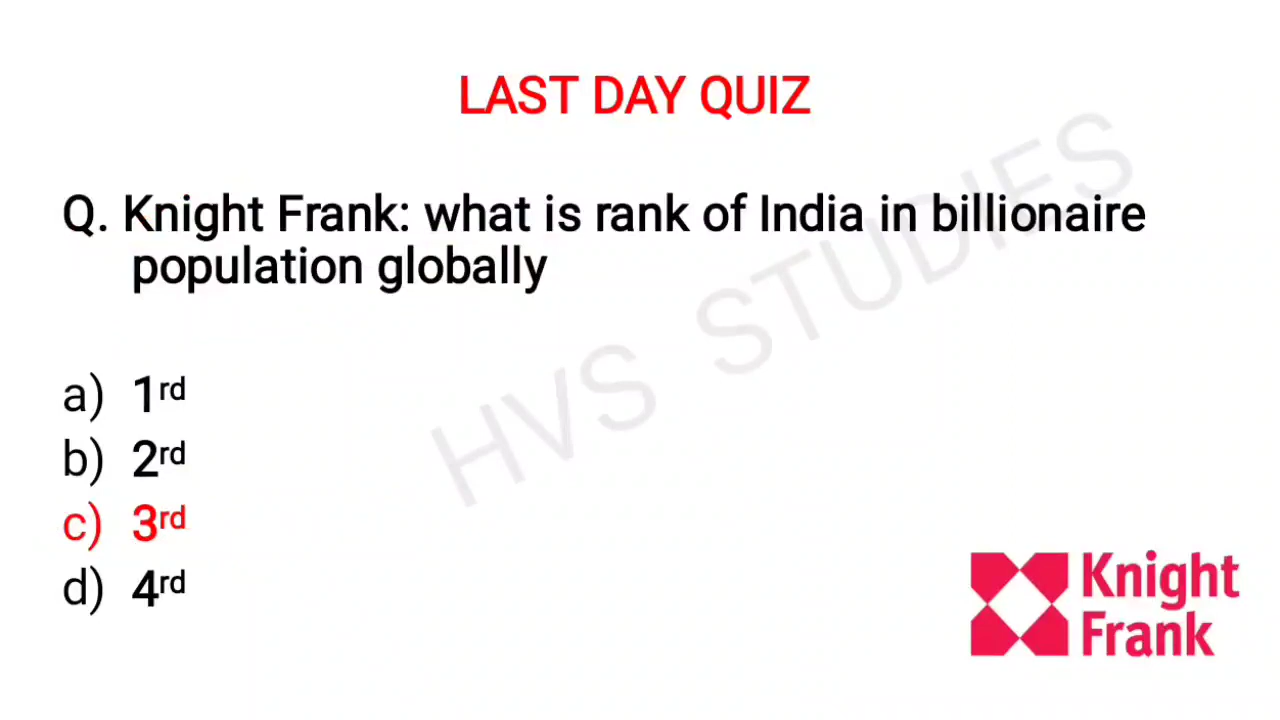 LAST DAY QUIZ
Q. Knight Frank: what is rank of India in billionaire
population globally
a) 1rd
b) 2rd
c) 3rd
d) 4rd
HVS STUDIES
Knight
Frank